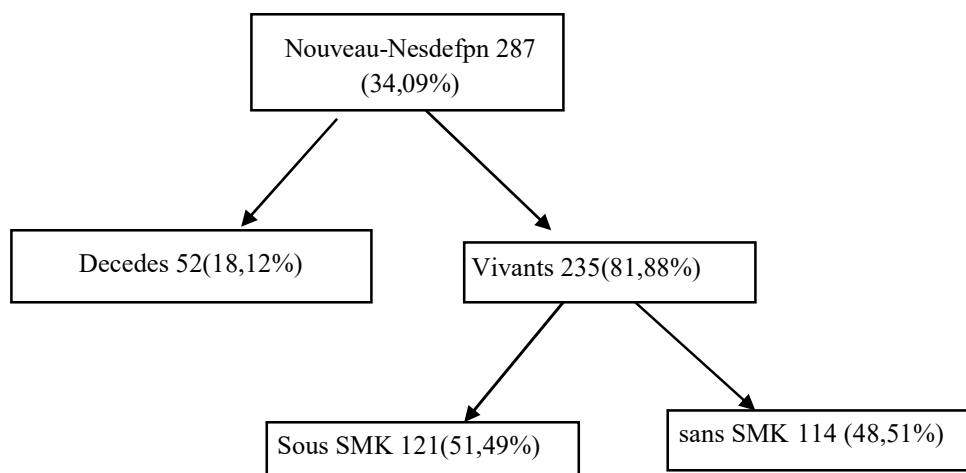 Nouveau-Nesdefpn 287
(34,09%)
Decedes 52(18,12%)
Vivants 235(81,88%)
Sous SMK 121(51,49%)
sans SMK 114 (48,51%)